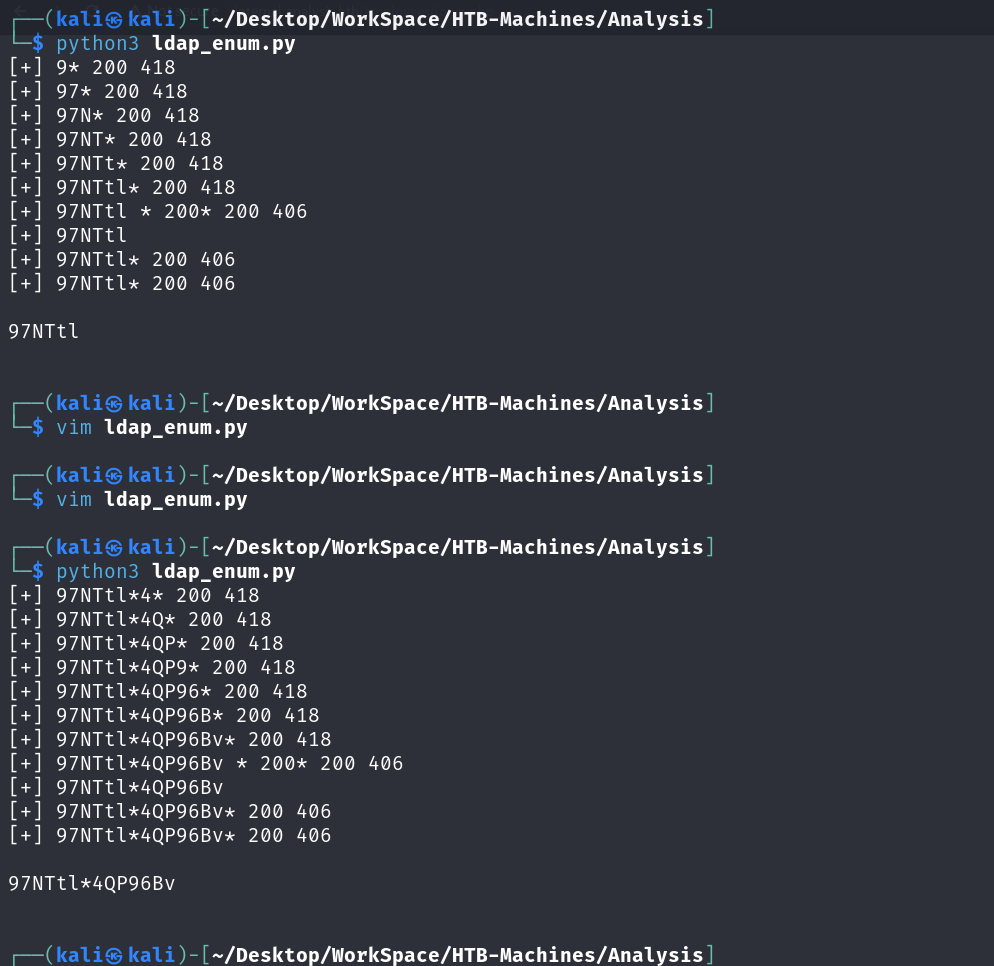 ┌──(kali㉿kali)-[~/Desktop/WorkSpace/HTB-Machines/Analysis]
└─$ python3 ldap_enum.py
[+] 9* 200 418
[+] 97* 200 418
[+] 97N* 200 418
[+] 97NT* 200 418
[+] 97NTt* 200 418
[+] 97NTtl* 200 418
[+] 97NTtl * 200* 200 406
[+] 97NTtl
[+] 97NTtl* 200 406
[+] 97NTtl* 200 406
97NTtl
┌──(kali㉿kali)-[~/Desktop/WorkSpace/HTB-Machines/Analysis]
└─$ vim ldap_enum.py
┌──(kali㉿kali)-[~/Desktop/WorkSpace/HTB-Machines/Analysis]
└─$ vim ldap_enum.py
┌──(kali㉿kali)-[~/Desktop/WorkSpace/HTB-Machines/Analysis]
└─$ python3 ldap_enum.py
[+] 97NTtl*4* 200 418
[+] 97NTtl*4Q* 200 418
[+] 97NTtl*4QP* 200 418
[+] 97NTtl*4QP9* 200 418
[+] 97NTtl*4QP96* 200 418
[+] 97NTtl*4QP96B* 200 418
[+] 97NTtl*4QP96Bv* 200 418
[+] 97NTtl*4QP96Bv * 200* 200 406
[+] 97NTtl*4QP96Bv
[+] 97NTtl*4QP96Bv* 200 406
[+] 97NTtl*4QP96Bv* 200 406
97NTtl*4QP96Bv
┌──(kali㉿kali)-[~/Desktop/WorkSpace/HTB-Machines/Analysis]